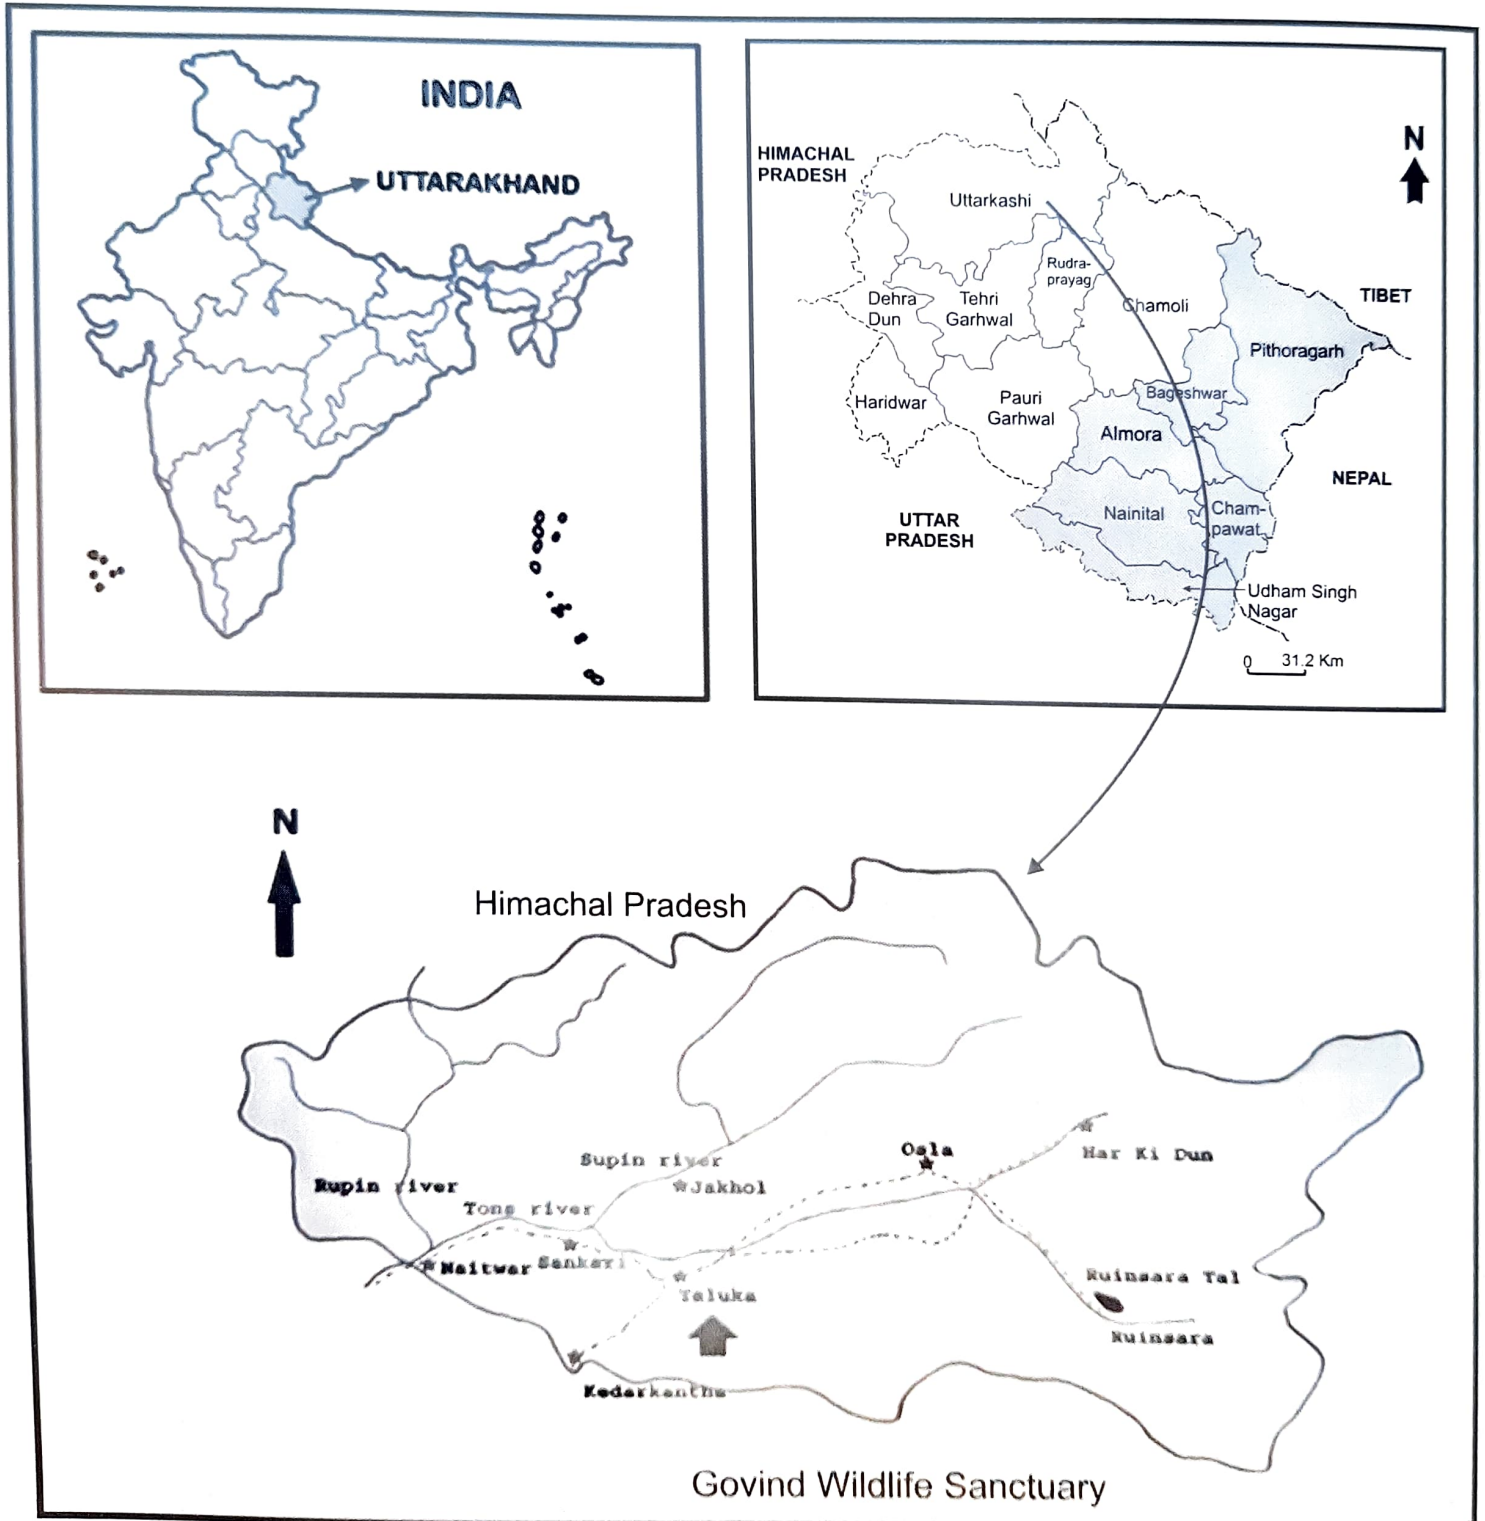 INDIA
UTTARAKHAND
N
HIMACHAL
PRADESH
Uttarkashi
Rudra-
prayag
TIBET
Dehra
Dun
Tehri
Garhwal
Chamoli
Pithoragarh
Bageshwar
Haridwar
Pauri
Garhwal
Almora
NEPAL
UTTAR
PRADESH
Nainital
Cham-
pawat
Udham Singh
Nagar
0 31.2 Km
N
Himachal Pradesh
Osla
Har Ki Dun
Supin river
Rupin river
Jakhol
Tons river
Naitwar
Sankari
Taluka
Ruinsara Tal
Ruinsara
Kedarkantha
Govind Wildlife Sanctuary